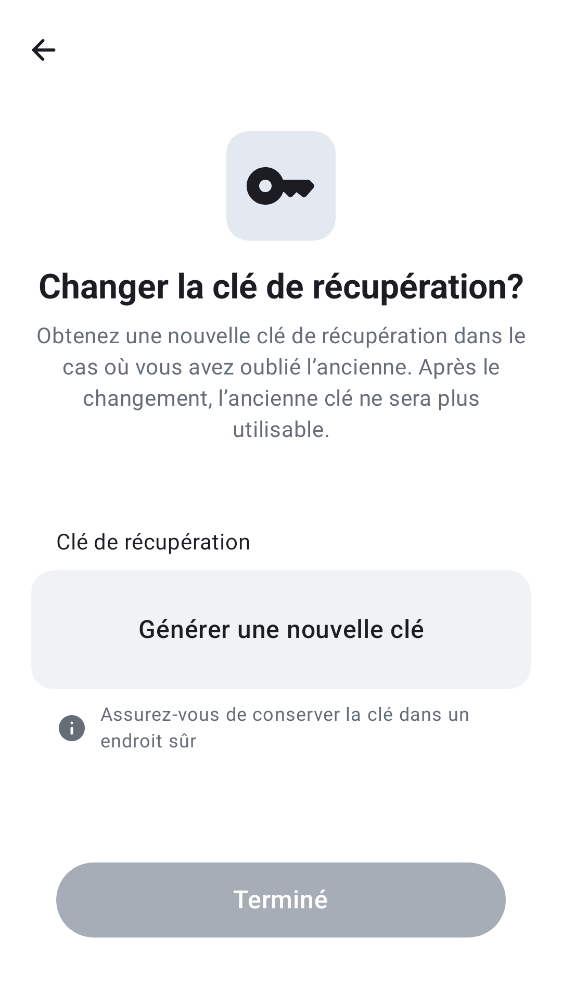 Changer la clé de récupération?
Obtenez une nouvelle clé de récupération dans le
cas où vous avez oublié l’ancienne. Après le
changement, l’ancienne clé ne sera plus
utilisable.
Clé de récupération
Générer une nouvelle clé
Assurez-vous de conserver la clé dans un
endroit sûr
Terminé